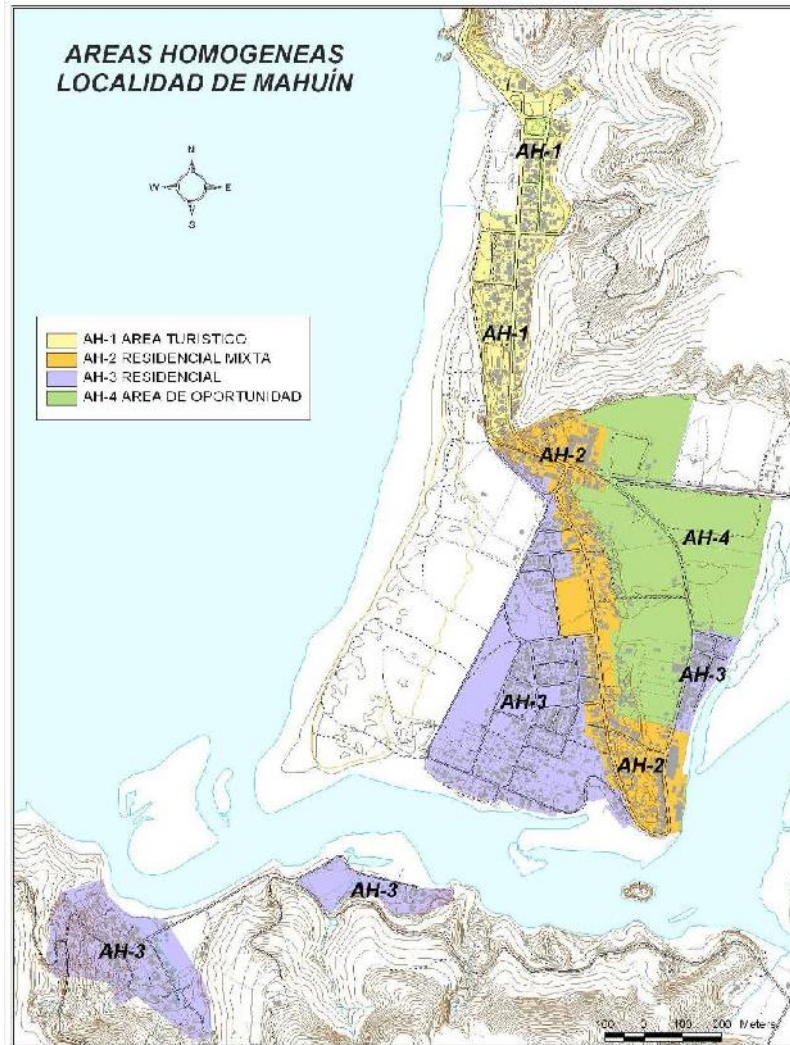 AREAS HOMOGENEAS
LOCALIDAD DE MAHUÍN
N
W E
S
AH-1 AREA TURISTICO
AH-2 RESIDENCIAL MIXTA
AH-3 RESIDENCIAL
AH-4 AREA DE OPORTUNIDAD
AH-1
AH-1
AH-2
AH-4
AH-3
AH-3
AH-2
AH-3
AH-3
100 0 100 200 Meters